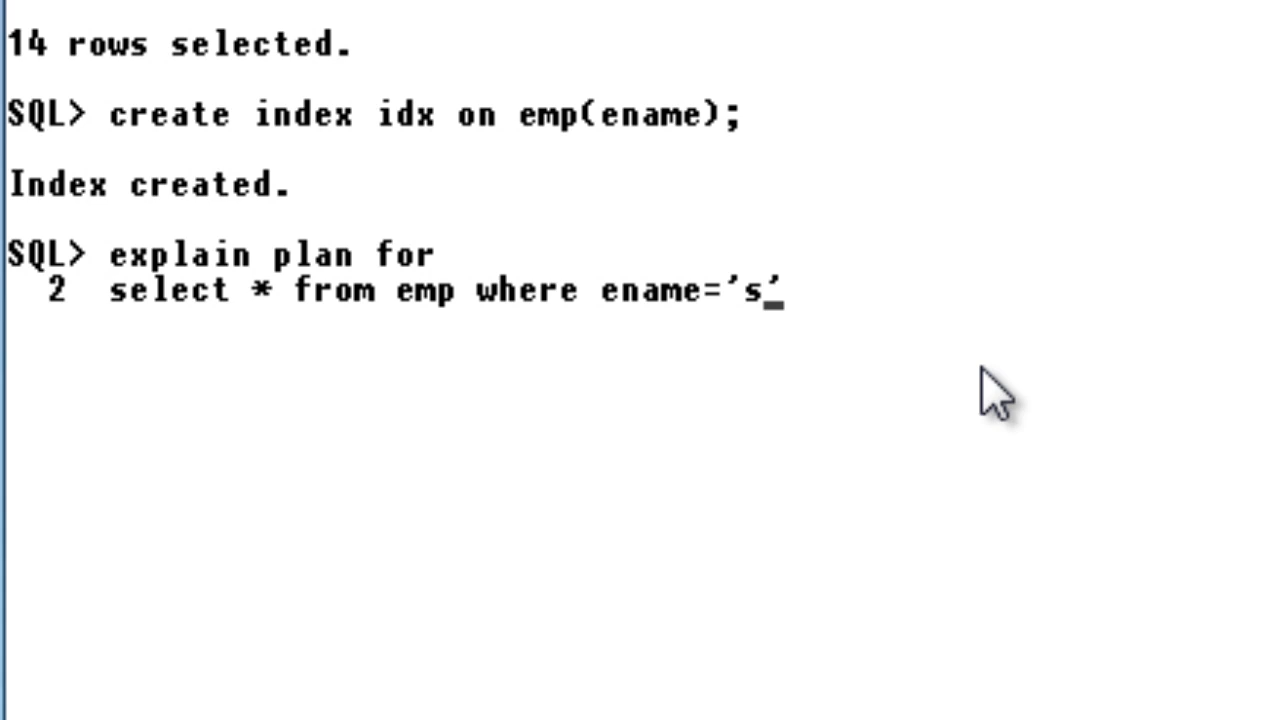 14 rows selected.
SQL> create index idx on emp(ename);
Index created.
SQL> explain plan for
2 select * from emp where ename='s'